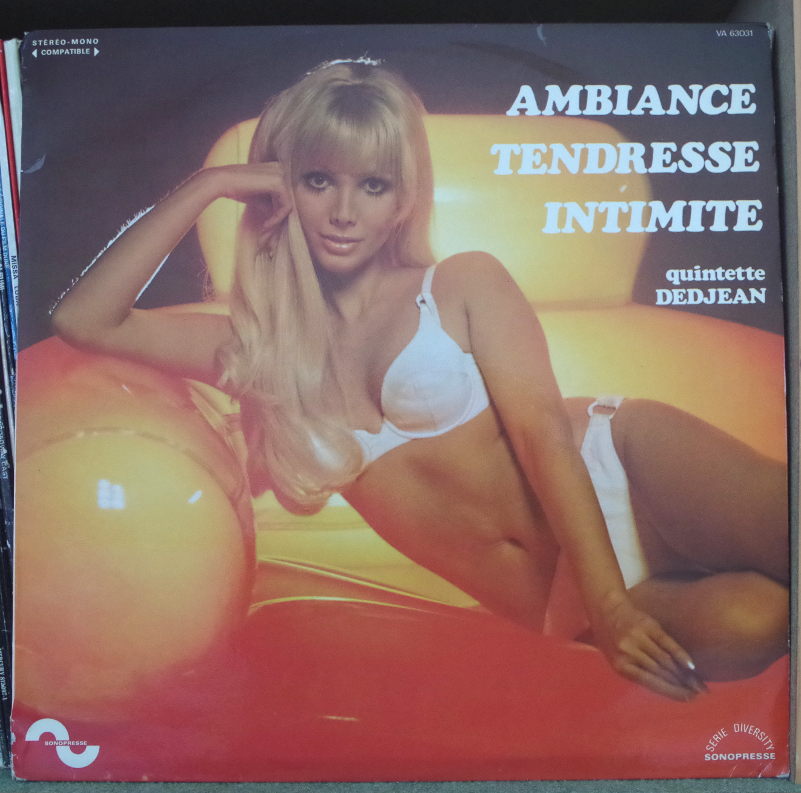 STÉRÉO-MONO
COMPATIBLE
VA 63031
AMBIANCE
TENDRESSE
INTIMITE
quintette
DEDJEAN
SONOPRESSE
SERIE DIVERSITY
SONOPRESSE